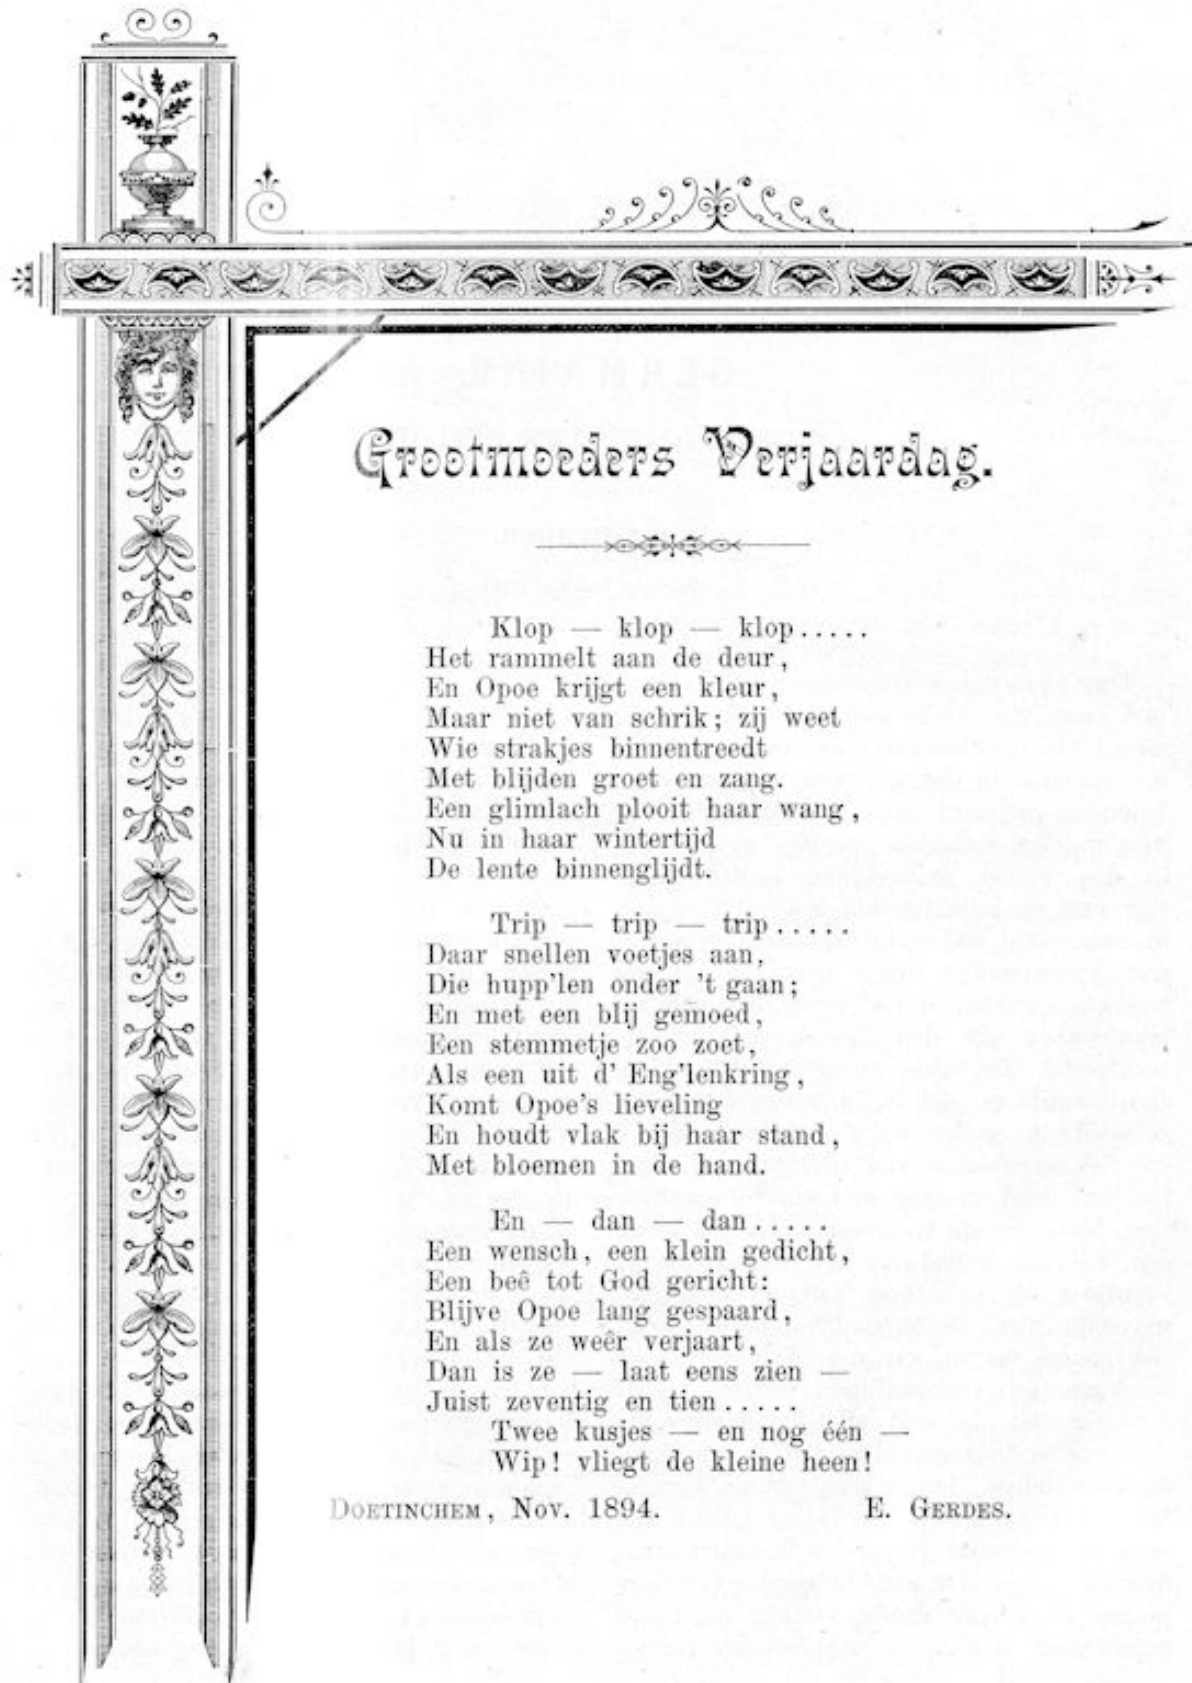 Grootmoeders Verjaardag.
Klop — klop — klop.....
Het rammelt aan de deur,
En Opoe krijgt een kleur,
Maar niet van schrik; zij weet
Wie strakjes binnentreedt
Met blijden groet en zang.
Een glimlach plooit haar wang,
Nu in haar wintertijd
De lente binnenglijdt.
Trip — trip — trip.....
Daar snellen voetjes aan,
Die hupp'len onder 't gaan;
En met een blij gemoed,
Een stemmetje zoo zoet,
Als een uit d' Eng'lenkring,
Komt Opoe's lieveling
En houdt vlak bij haar stand,
Met bloemen in de hand.
En — dan — dan.....
Een wensch, een klein gedicht,
Een beê tot God gericht:
Blijve Opoe lang gespaard,
En als ze weêr verjaart,
Dan is ze — laat eens zien —
Juist zeventig en tien.....
Twee kusjes — en nog één —
Wip! vliegt de kleine heen!
DOETINCHEM, Nov. 1894. E. GERDES.